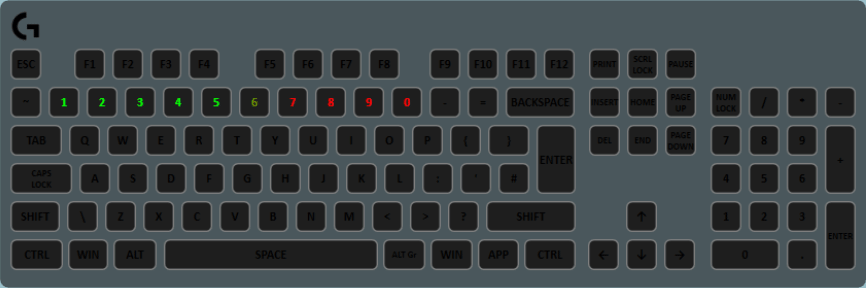 G
ESC F1 F2 F3 F4 F5 F6 F7 F8 F9 F10 F11 F12 PRINT SCRL LOCK PAUSE
~ 1 2 3 4 5 6 7 8 9 0 - = BACKSPACE INSERT HOME PAGE UP NUM LOCK / * -
TAB Q W E R T Y U I O P { } ENTER DEL END PAGE DOWN 7 8 9 +
CAPS LOCK A S D F G H J K L : ' # 4 5 6
SHIFT \ Z X C V B N M < > ? SHIFT ↑ 1 2 3 ENTER
CTRL WIN ALT SPACE ALT Gr WIN APP CTRL ← ↓ → 0 .